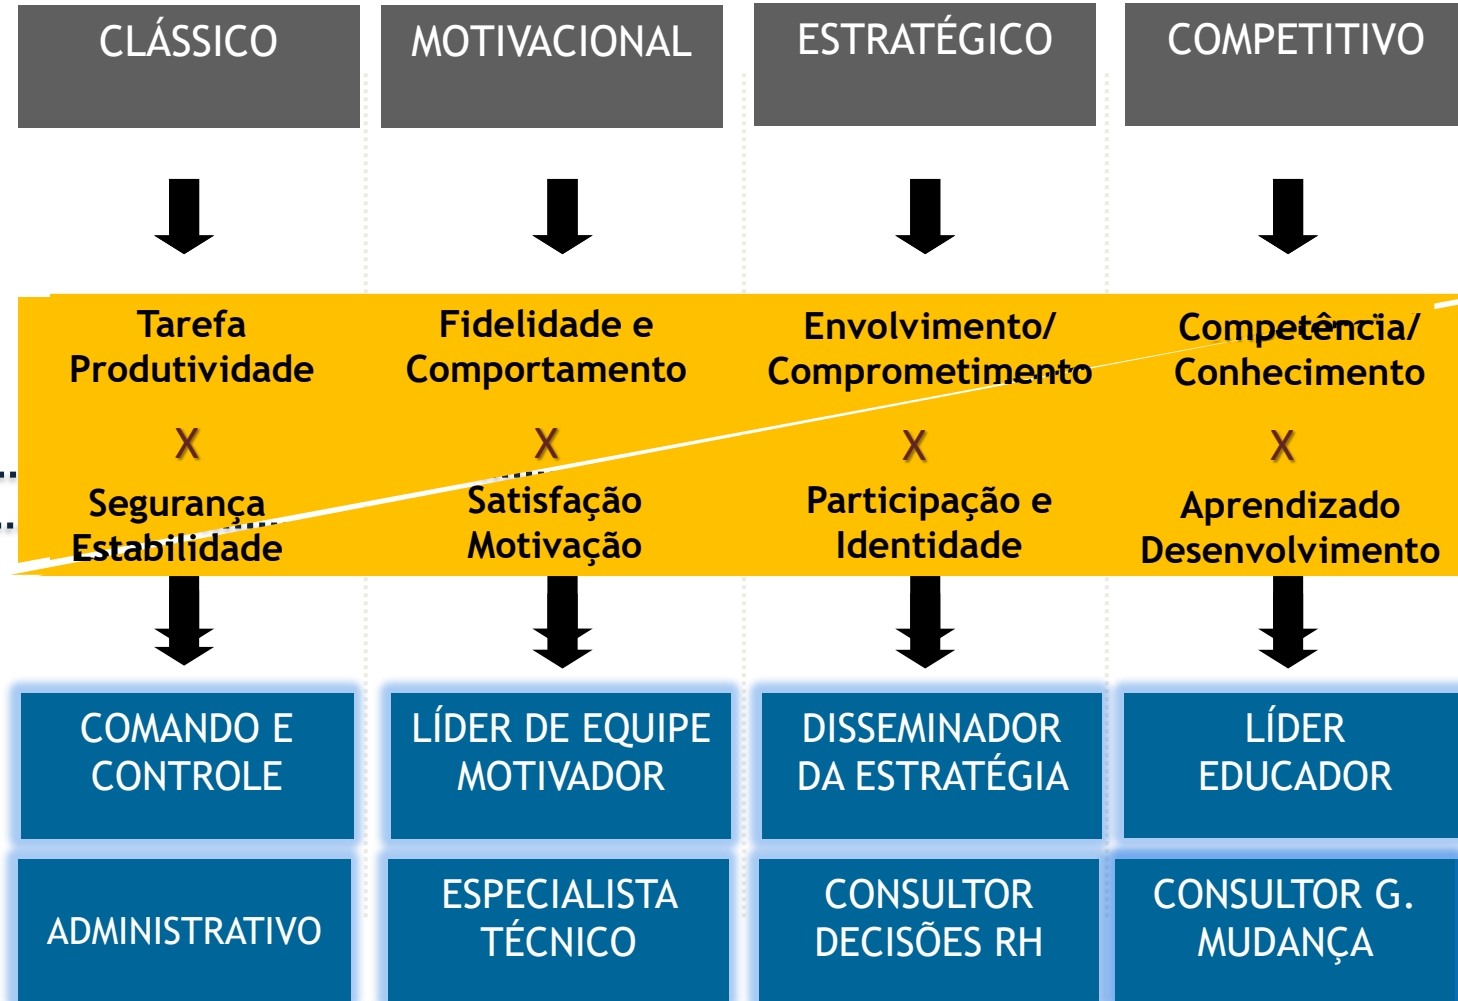 CLÁSSICO
MOTIVACIONAL
ESTRATÉGICO
COMPETITIVO
Tarefa
Produtividade
X
Segurança
Estabilidade
Fidelidade e
Comportamento
X
Satisfação
Motivação
Envolvimento/
Comprometimento
X
Participação e
Identidade
Competência/
Conhecimento
X
Aprendizado
Desenvolvimento
COMANDO E
CONTROLE
LÍDER DE EQUIPE
MOTIVADOR
DISSEMINADOR
DA ESTRATÉGIA
LÍDER
EDUCADOR
ADMINISTRATIVO
ESPECIALISTA
TÉCNICO
CONSULTOR
DECISÕES RH
CONSULTOR G.
MUDANÇA